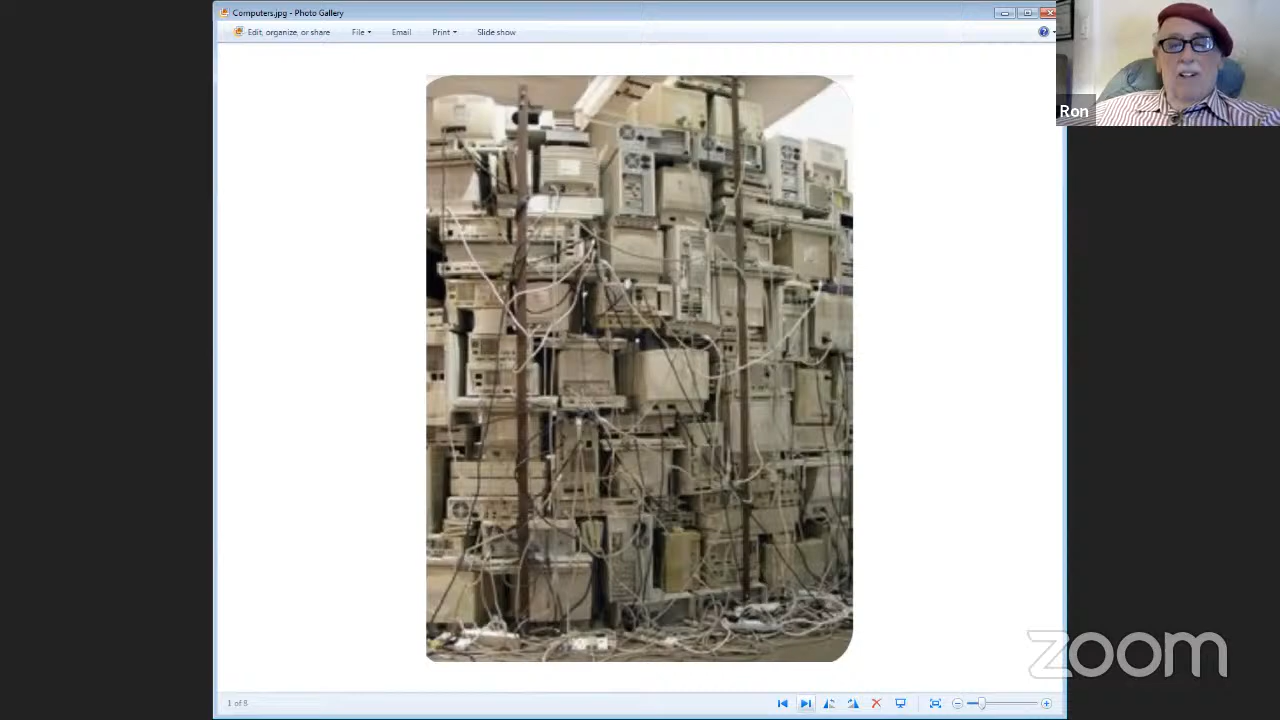 Computers.jpg - Photo Gallery
Edit, organize, or share File Email Print Slide show
Ron
1 of 8
zoom